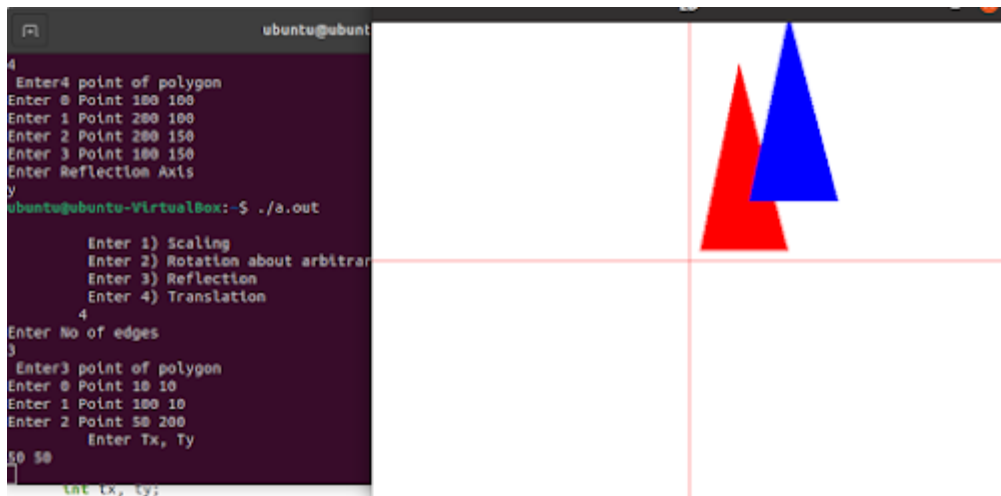 ubuntu@ubunt
4
Enter4 point of polygon
Enter 0 Point 100 100
Enter 1 Point 200 100
Enter 2 Point 200 150
Enter 3 Point 100 150
Enter Reflection Axis
y
ubuntu@ubuntu-VirtualBox:~$ ./a.out
Enter 1) Scaling
Enter 2) Rotation about arbitrar
Enter 3) Reflection
Enter 4) Translation
4
Enter No of edges
3
Enter3 point of polygon
Enter 0 Point 10 10
Enter 1 Point 100 10
Enter 2 Point 50 200
Enter Tx, Ty
50 50
int tx, ty;